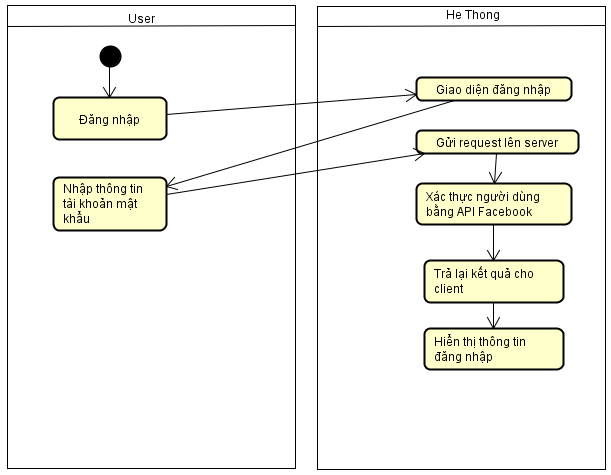 User
He Thong
Đăng nhập
Giao diện đăng nhập
Nhập thông tin
tải khoản mật
khẩu
Gửi request lên server
Xác thực người dùng
bằng API Facebook
Trả lại kết quả cho
client
Hiển thị thông tin
đăng nhập